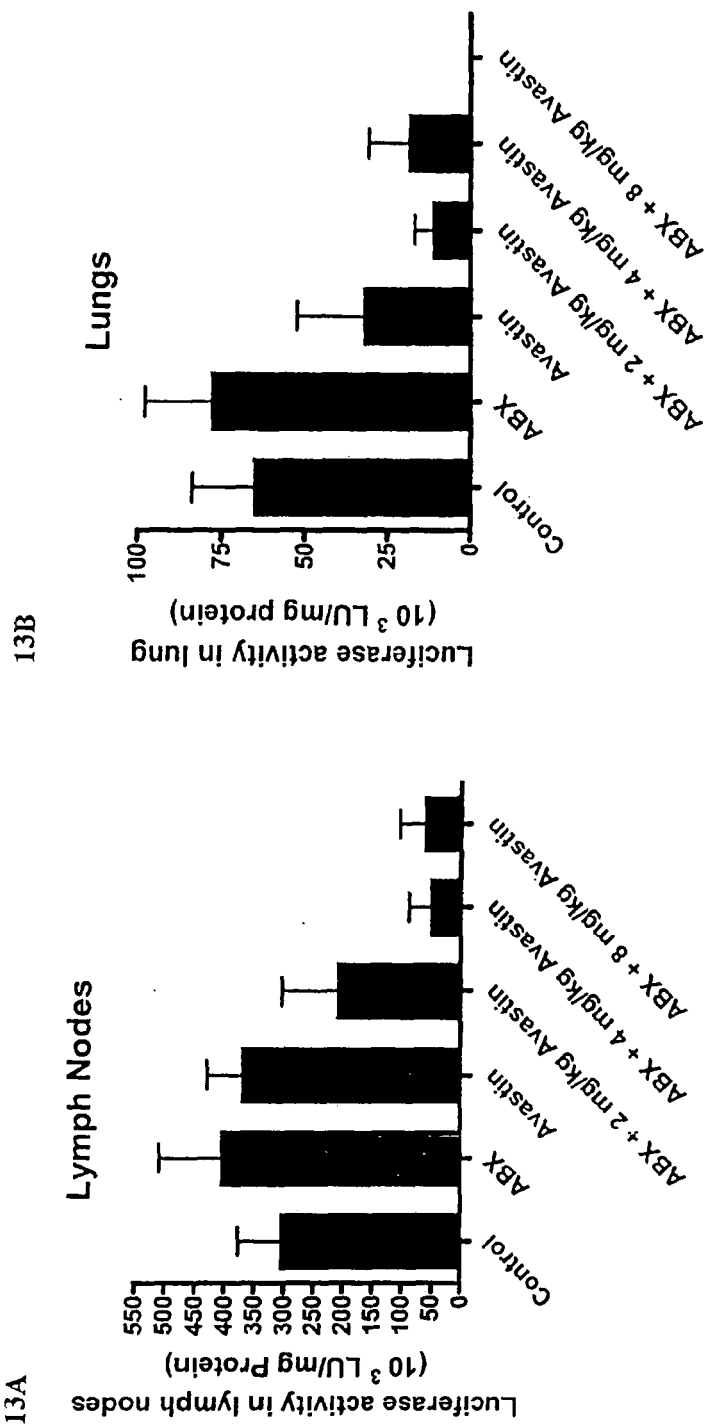 13A
Lymph Nodes
Luciferase activity in lymph nodes
(10 3 LU/mg Protein)
550
500
450
400
350
300
250
200
150
100
50
0
Control
ABX
Avastin
ABX + 2 mg/kg Avastin
ABX + 4 mg/kg Avastin
ABX + 8 mg/kg Avastin
13B
Lungs
Luciferase activity in lung
(10 3 LU/mg protein)
100
75
50
25
0
Control
ABX
Avastin
ABX + 2 mg/kg Avastin
ABX + 4 mg/kg Avastin
ABX + 8 mg/kg Avastin